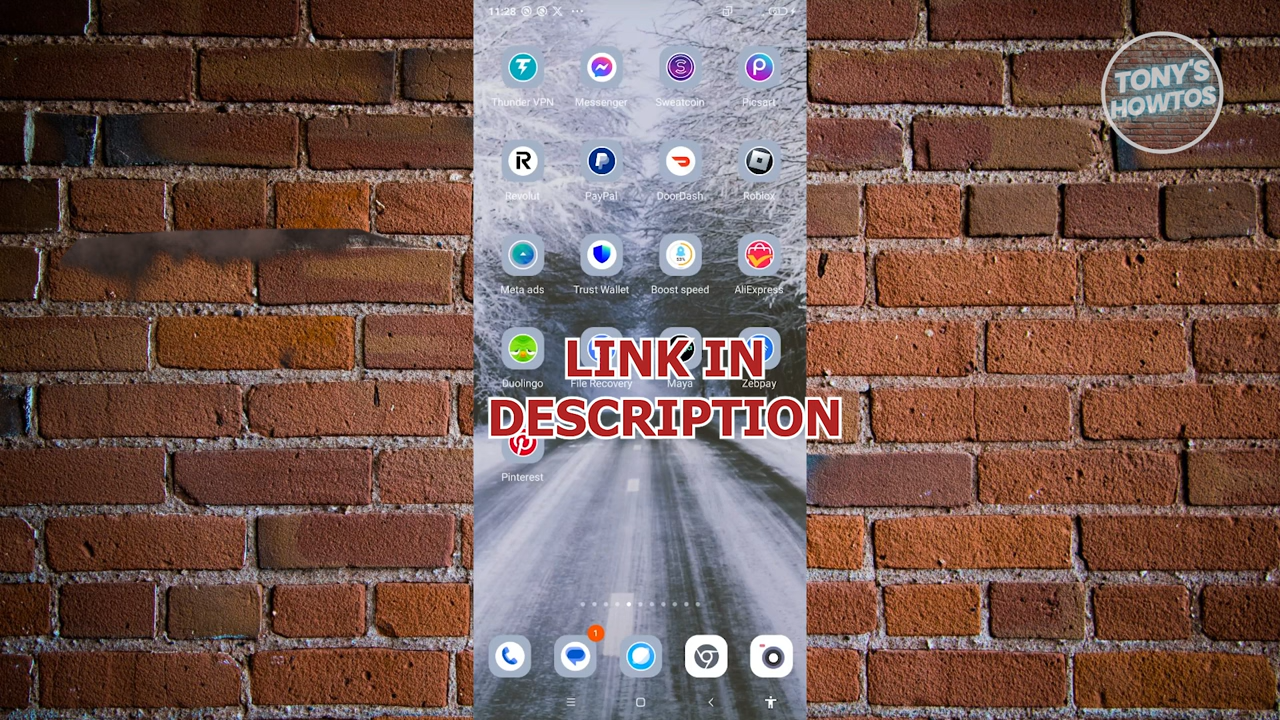 11:28
TONY'S
HOWTOS
Thunder VPN Messenger Sweatcoin Picsart
Revolut PayPal DoorDash Roblox
Meta ads Trust Wallet Boost speed AliExpress
LINK IN
Duolingo File Recovery Maya Zebpay
DESCRIPTION
Pinterest
1